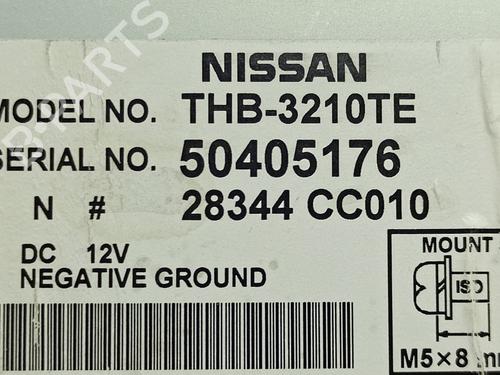 NISSAN
MODEL NO. THB-3210TE
SERIAL NO. 50405176
N # 28344 CC010
DC 12V
NEGATIVE GROUND
MOUNT
ISO
M5×8